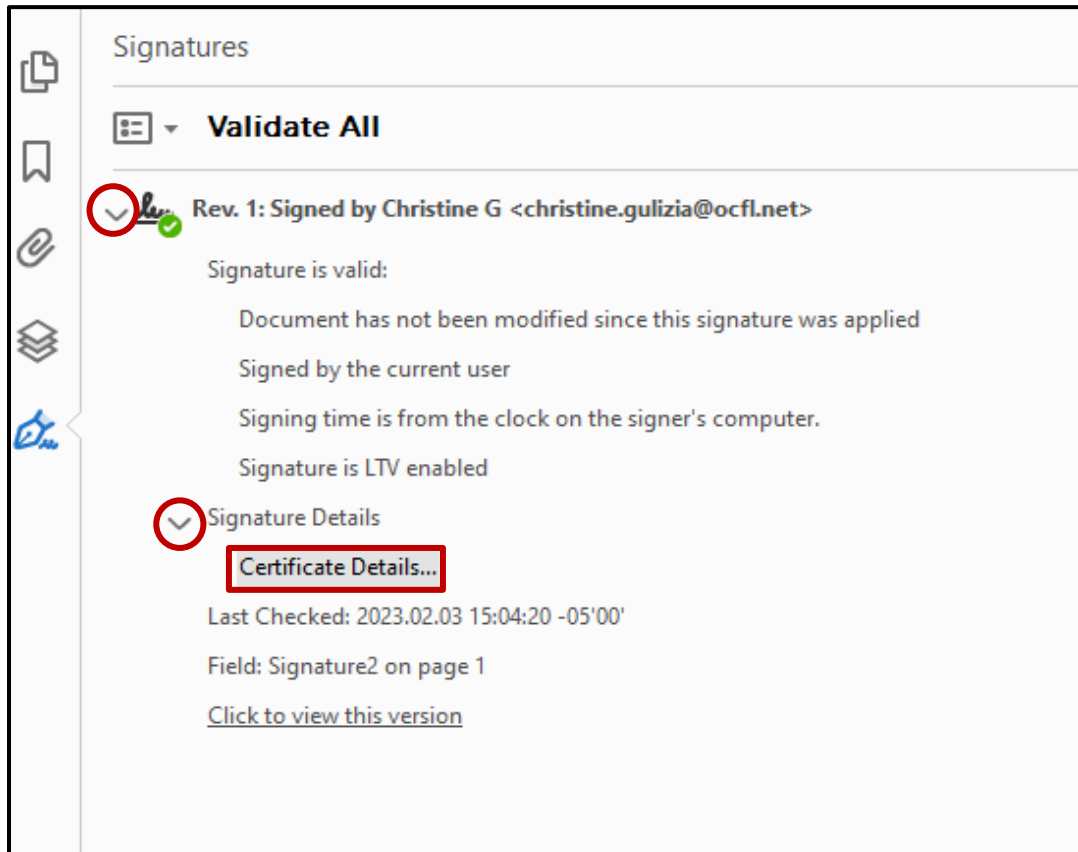 Signatures
Validate All
Rev. 1: Signed by Christine G <christine.gulizia@ocfl.net>
Signature is valid:
Document has not been modified since this signature was applied
Signed by the current user
Signing time is from the clock on the signer's computer.
Signature is LTV enabled
Signature Details
Certificate Details...
Last Checked: 2023.02.03 15:04:20 -05'00'
Field: Signature2 on page 1
Click to view this version